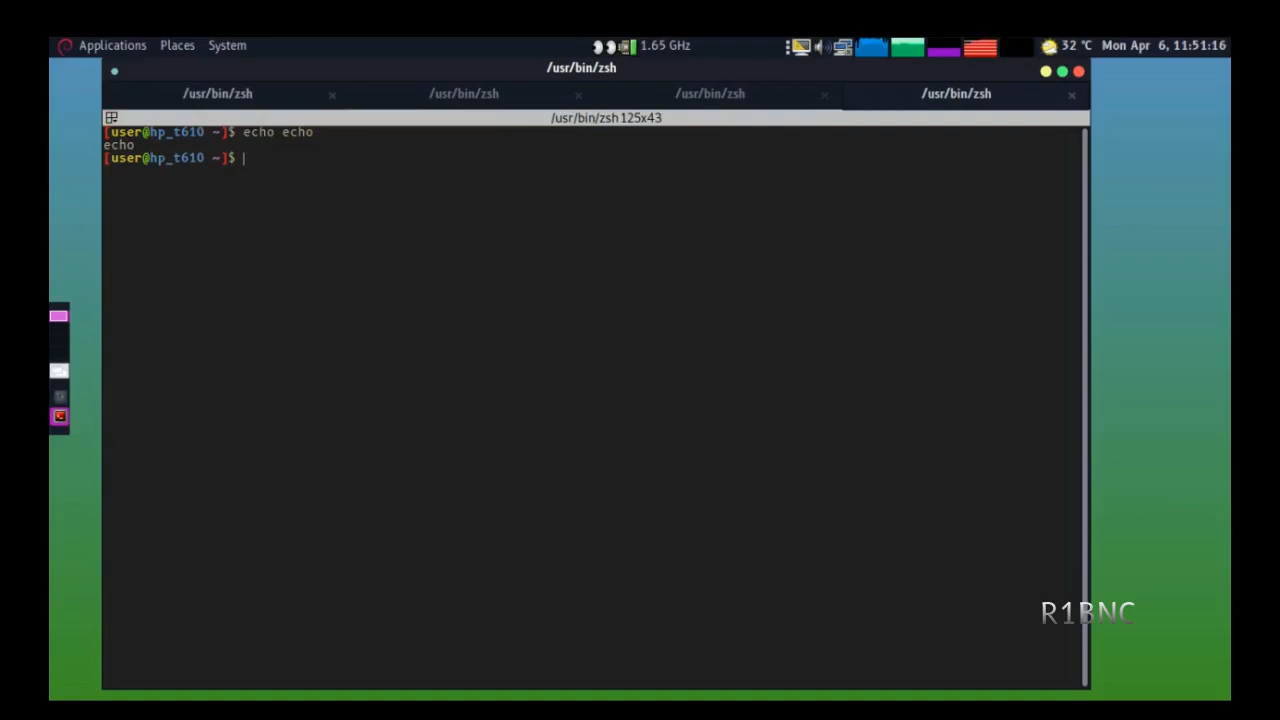 Applications Places System 1.65 GHz 32 °C Mon Apr 6, 11:51:16
/usr/bin/zsh
/usr/bin/zsh × /usr/bin/zsh × /usr/bin/zsh × /usr/bin/zsh ×
/usr/bin/zsh 125x43
[user@hp_t610 ~]$ echo echo
echo
[user@hp_t610 ~]$
R1BNC